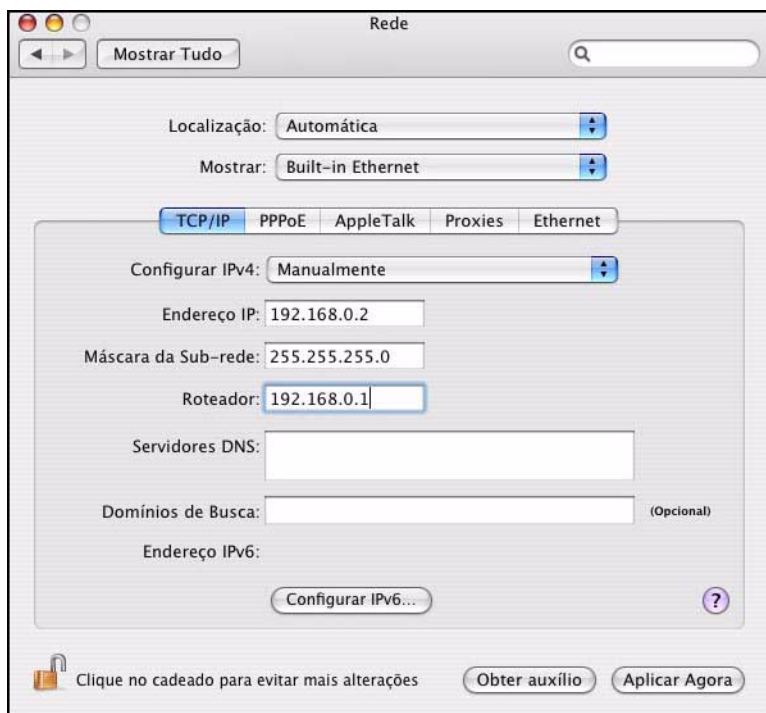 Rede
Mostrar Tudo
Localização: Automática
Mostrar: Built-in Ethernet
TCP/IP PPPoE AppleTalk Proxies Ethernet
Configurar IPv4: Manualmente
Endereço IP: 192.168.0.2
Máscara da Sub-rede: 255.255.255.0
Roteador: 192.168.0.1
Servidores DNS:
Domínios de Busca: (Opcional)
Endereço IPv6:
Configurar IPv6... ?
Clique no cadeado para evitar mais alterações Obter auxílio Aplicar Agora